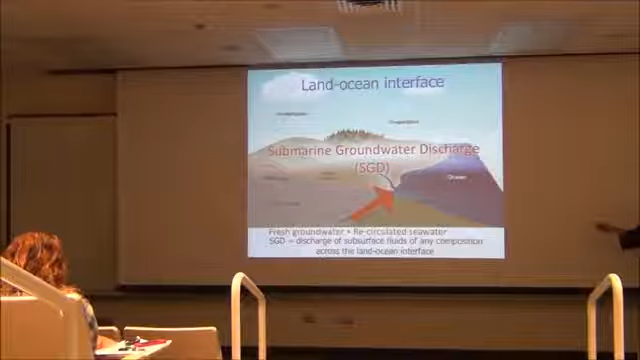 Land-ocean interface
Submarine Groundwater Discharge
(SGD)
Ocean
Fresh groundwater + Re-circulated seawater
SGD = discharge of subsurface fluids of any composition
across the land-ocean interface